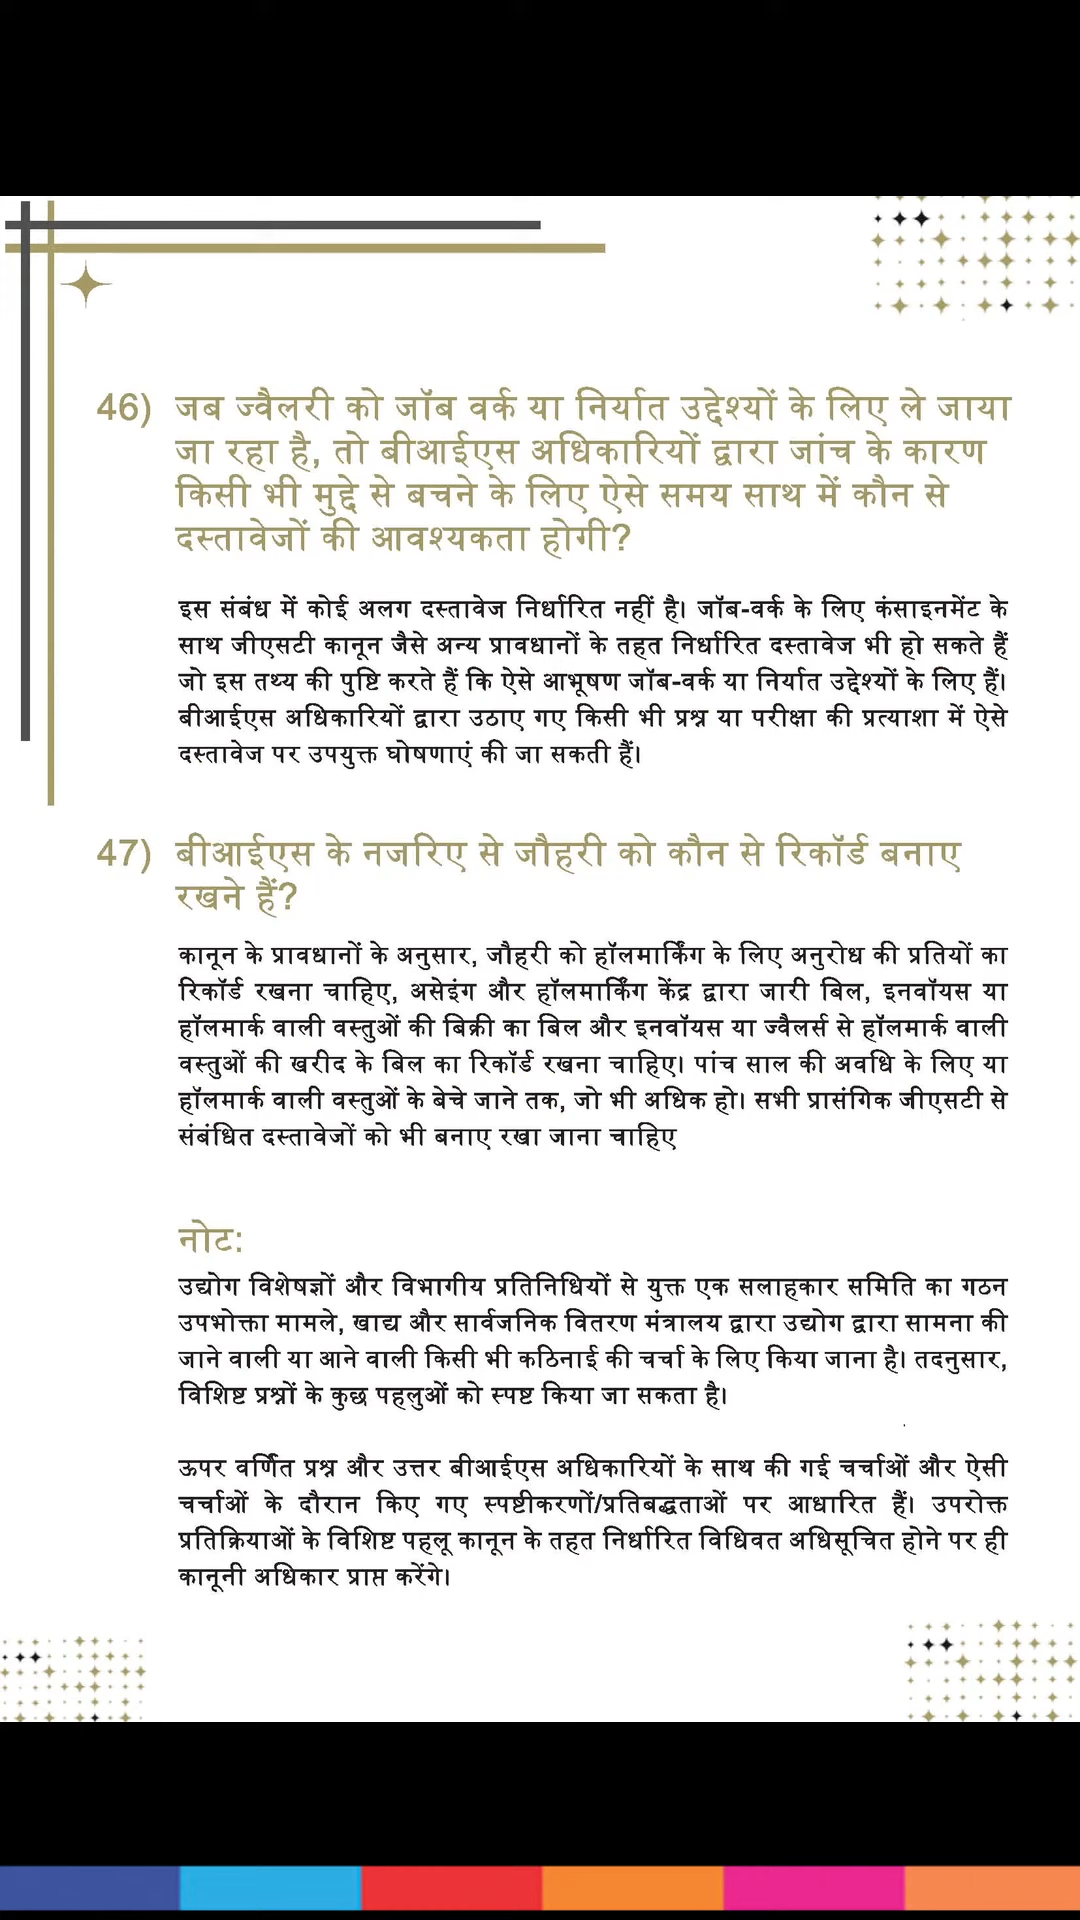 46) जब ज्वैलरी को जॉब वर्क या निर्यात उद्देश्यों के लिए ले जाया
जा रहा है, तो बीआईएस अधिकारियों द्वारा जांच के कारण
किसी भी मुद्दे से बचने के लिए ऐसे समय साथ में कौन से
दस्तावेजों की आवश्यकता होगी?
इस संबंध में कोई अलग दस्तावेज निर्धारित नहीं है। जॉब-वर्क के लिए कंसाइनमेंट के
साथ जीएसटी कानून जैसे अन्य प्रावधानों के तहत निर्धारित दस्तावेज भी हो सकते हैं
जो इस तथ्य की पुष्टि करते हैं कि ऐसे आभूषण जॉब-वर्क या निर्यात उद्देश्यों के लिए हैं।
बीआईएस अधिकारियों द्वारा उठाए गए किसी भी प्रश्न या परीक्षा की प्रत्याशा में ऐसे
दस्तावेज पर उपयुक्त घोषणाएं की जा सकती हैं।
47) बीआईएस के नजरिए से जौहरी को कौन से रिकॉर्ड बनाए
रखने हैं?
कानून के प्रावधानों के अनुसार, जौहरी को हॉलमार्किंग के लिए अनुरोध की प्रतियों का
रिकॉर्ड रखना चाहिए, असेइंग और हॉलमार्किंग केंद्र द्वारा जारी बिल, इनवॉयस या
हॉलमार्क वाली वस्तुओं की बिक्री का बिल और इनवॉयस या ज्वैलर्स से हॉलमार्क वाली
वस्तुओं की खरीद के बिल का रिकॉर्ड रखना चाहिए। पांच साल की अवधि के लिए या
हॉलमार्क वाली वस्तुओं के बेचे जाने तक, जो भी अधिक हो। सभी प्रासंगिक जीएसटी से
संबंधित दस्तावेजों को भी बनाए रखा जाना चाहिए
नोट:
उद्योग विशेषज्ञों और विभागीय प्रतिनिधियों से युक्त एक सलाहकार समिति का गठन
उपभोक्ता मामले, खाद्य और सार्वजनिक वितरण मंत्रालय द्वारा उद्योग द्वारा सामना की
जाने वाली या आने वाली किसी भी कठिनाई की चर्चा के लिए किया जाना है। तदनुसार,
विशिष्ट प्रश्नों के कुछ पहलुओं को स्पष्ट किया जा सकता है।
ऊपर वर्णित प्रश्न और उत्तर बीआईएस अधिकारियों के साथ की गई चर्चाओं और ऐसी
चर्चाओं के दौरान किए गए स्पष्टीकरणों/प्रतिबद्धताओं पर आधारित हैं। उपरोक्त
प्रतिक्रियाओं के विशिष्ट पहलू कानून के तहत निर्धारित विधिवत अधिसूचित होने पर ही
कानूनी अधिकार प्राप्त करेंगे।